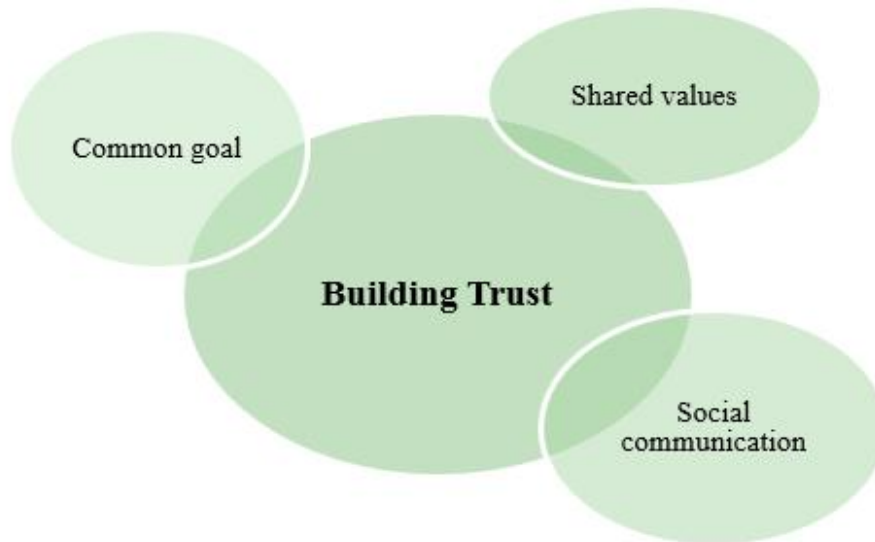 Shared values
Common goal
Building Trust
Social
communication